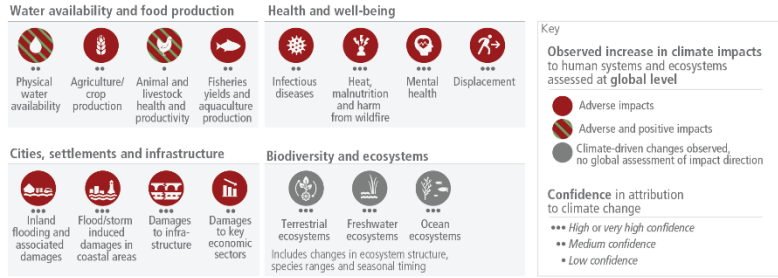 Water availability and food production
Physical
water
availability
Agriculture/
crop
production
Animal and
livestock
health and
productivity
Fisheries
yields and
aquaculture
production
Health and well-being
Infectious
diseases
Heat,
malnutrition
and harm
from wildfire
Mental
health
Displacement
Cities, settlements and infrastructure
Inland
flooding and
associated
damages
Flood/storm
induced
damages in
coastal areas
Damages
to infra-
structure
Damages
to key
economic
sectors
Biodiversity and ecosystems
Terrestrial
ecosystems
Freshwater
ecosystems
Ocean
ecosystems
Includes changes in ecosystem structure,
species ranges and seasonal timing
Key
Observed increase in climate impacts
to human systems and ecosystems
assessed at global level
Adverse impacts
Adverse and positive impacts
Climate-driven changes observed,
no global assessment of impact direction
Confidence in attribution
to climate change
••• High or very high confidence
•• Medium confidence
• Low confidence